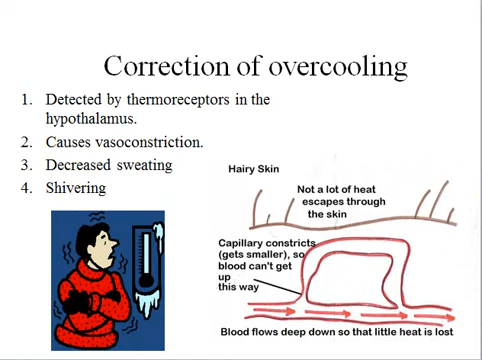 Correction of overcooling
1. Detected by thermoreceptors in the
hypothalamus.
2. Causes vasoconstriction.
3. Decreased sweating
4. Shivering
Hairy Skin
Not a lot of heat
escapes through
the skin
Capillary constricts
(gets smaller), so
blood can't get
up
this way
Blood flows deep down so that little heat is lost